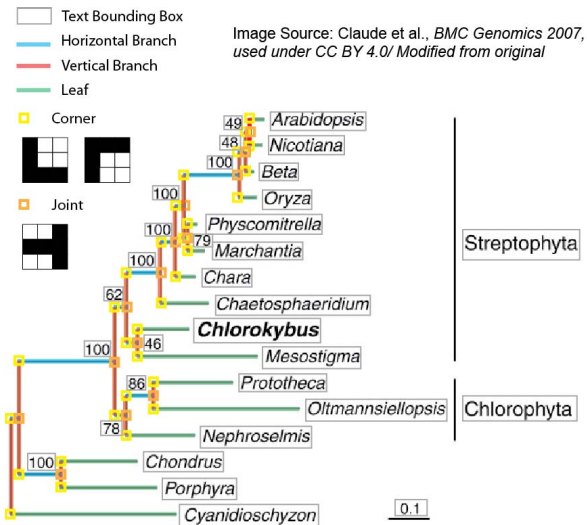 Text Bounding Box
Horizontal Branch
Vertical Branch
Leaf
Corner
Joint
Image Source: Claude et al., BMC Genomics 2007,
used under CC BY 4.0/ Modified from original
49
Arabidopsis
48
Nicotiana
100
Beta
Oryza
100
Physcomitrella
100
79
Marchantia
Streptophyta
100
Chara
62
Chaetosphaeridium
Chlorokybus
100
46
Mesostigma
86
Prototheca
Oltmannsiellopsis
Chlorophyta
78
Nephroselmis
100
Chondrus
Porphyra
0.1
Cyanidioschyzon